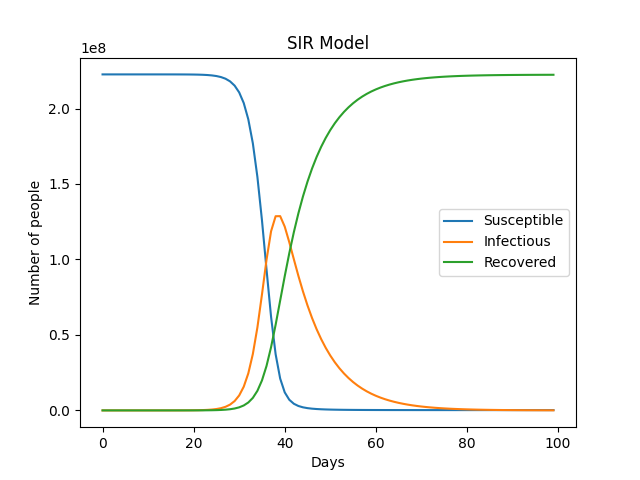 SIR Model
1e8
2.0
1.5
1.0
0.5
0.0
Number of people
Susceptible
Infectious
Recovered
0 20 40 60 80 100
Days